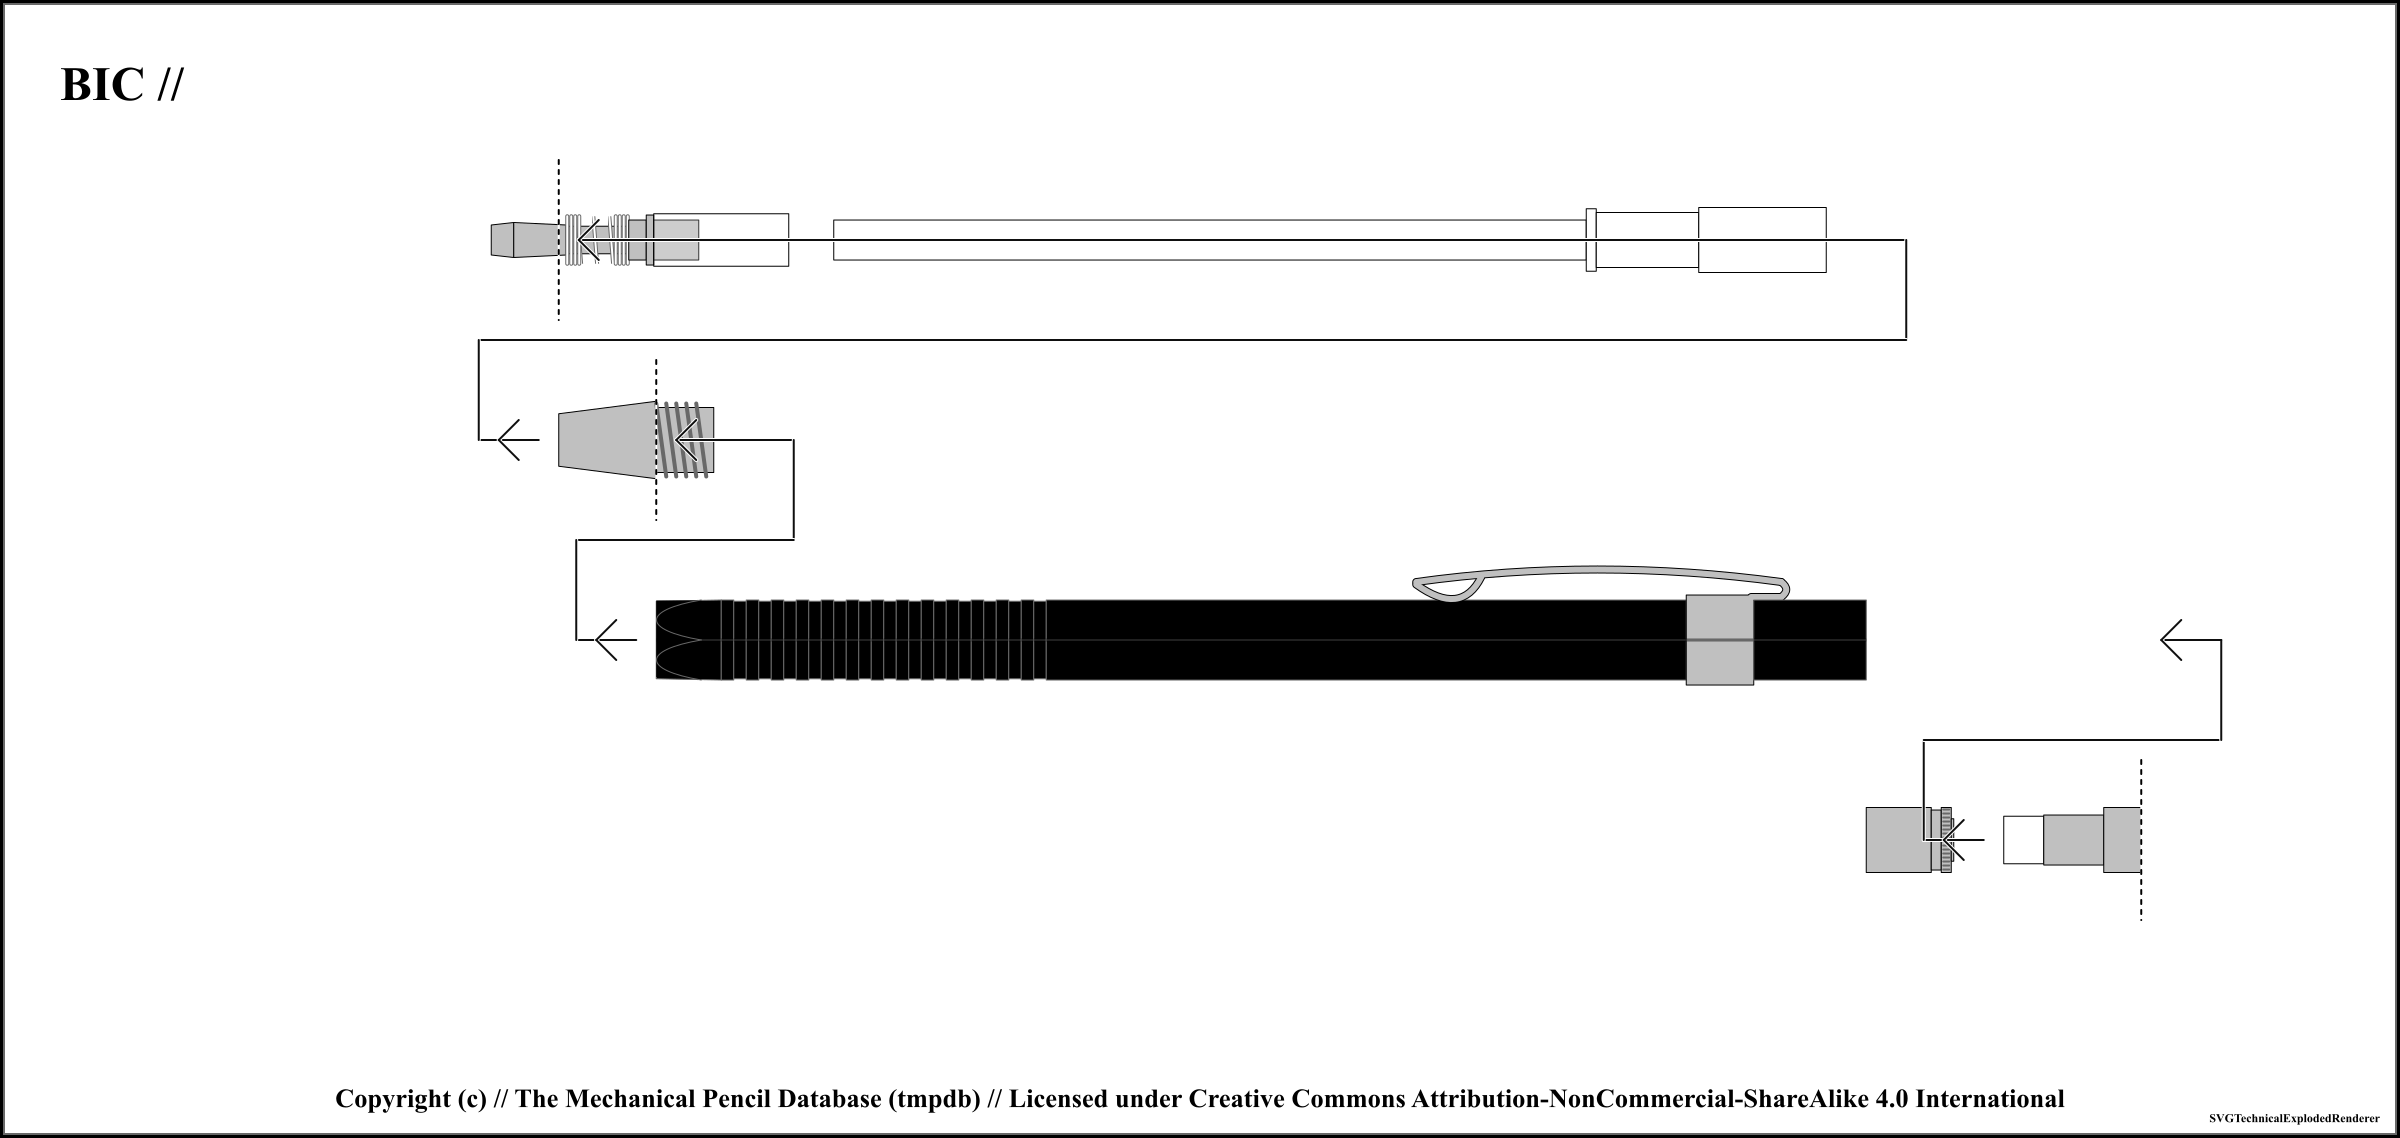 BIC //
Copyright (c) // The Mechanical Pencil Database (tmpdb) // Licensed under Creative Commons Attribution-NonCommercial-ShareAlike 4.0 International
SVGTechnicalExplodedRenderer